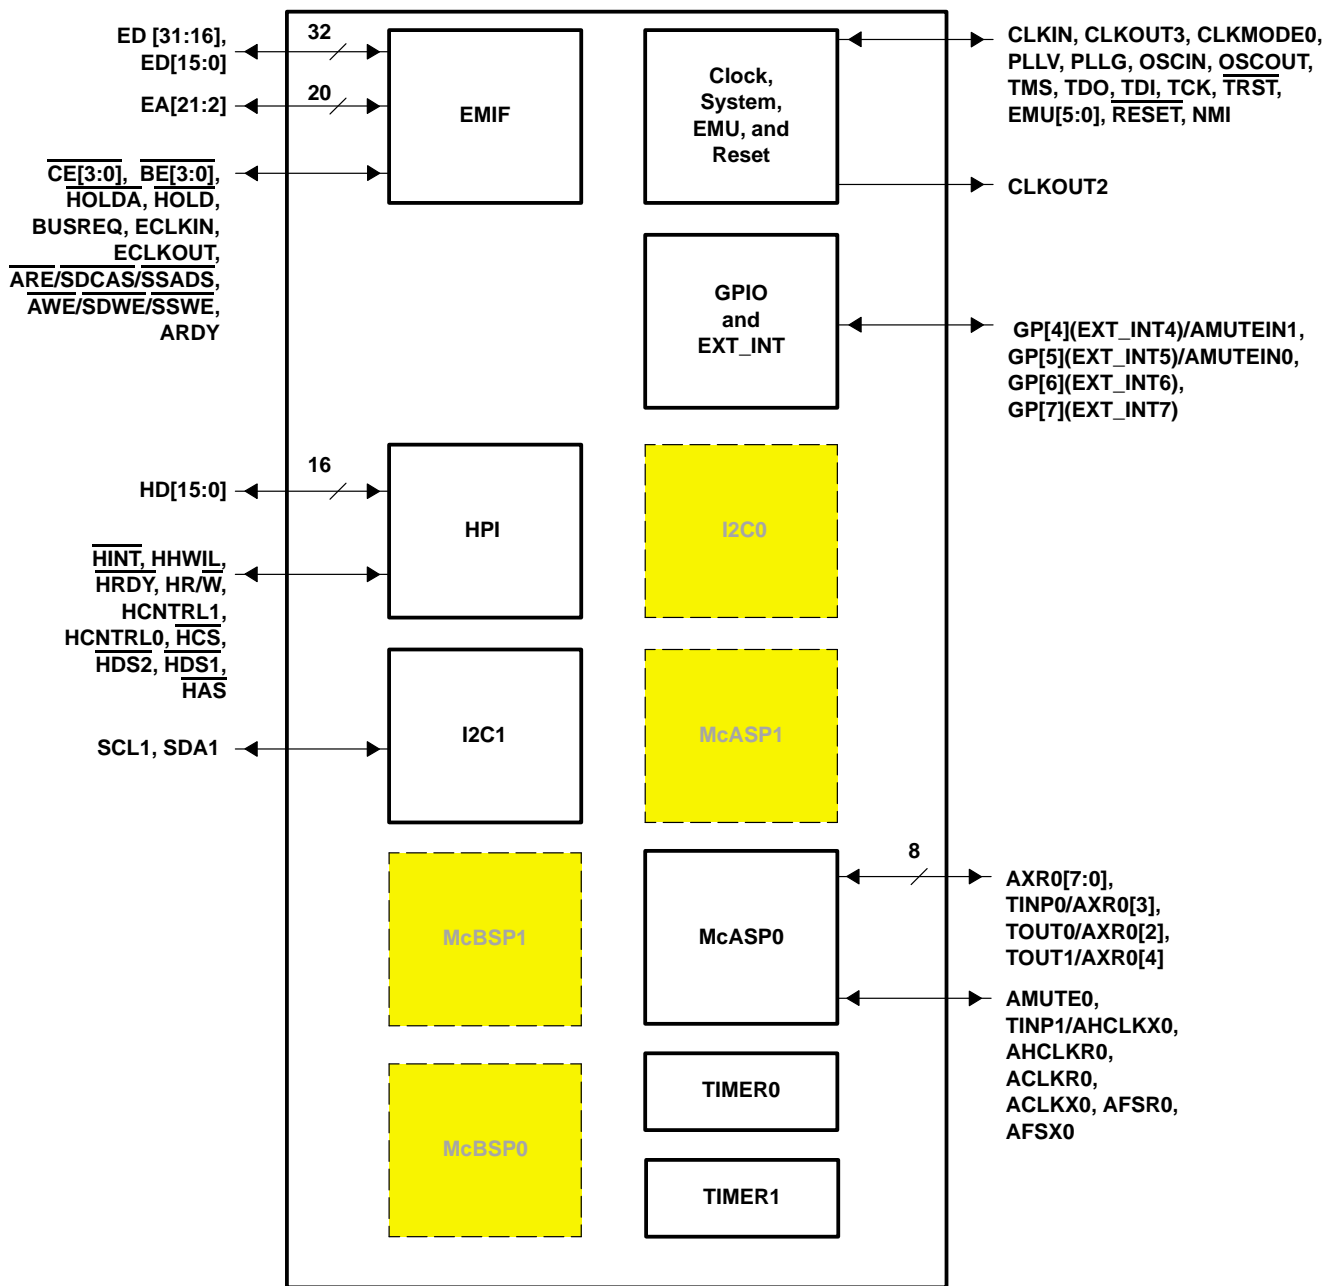 ED [31:16],
ED[15:0]
32
EA[21:2]
20
EMIF
CE[3:0], BE[3:0],
HOLDA, HOLD,
BUSREQ, ECLKIN,
ECLKOUT,
ARE/SDCAS/SSADS,
AWE/SDWE/SSWE,
ARDY
Clock,
System,
EMU, and
Reset
CLKIN, CLKOUT3, CLKMODE0,
PLLV, PLLG, OSCIN, OSCOUT,
TMS, TDO, TDI, TCK, TRST,
EMU[5:0], RESET, NMI
CLKOUT2
GPIO
and
EXT_INT
GP[4](EXT_INT4)/AMUTEIN1,
GP[5](EXT_INT5)/AMUTEIN0,
GP[6](EXT_INT6),
GP[7](EXT_INT7)
HD[15:0]
16
HPI
HINT, HHWIL,
HRDY, HR/W,
HCNTRL1,
HCNTRL0, HCS,
HDS2, HDS1,
HAS
I2C0
SCL1, SDA1
I2C1
McASP1
McBSP1
McASP0
8
AXR0[7:0],
TINP0/AXR0[3],
TOUT0/AXR0[2],
TOUT1/AXR0[4]
AMUTE0,
TINP1/AHCLKX0,
AHCLKR0,
ACLKR0,
ACLKX0, AFSR0,
AFSX0
McBSP0
TIMER0
TIMER1